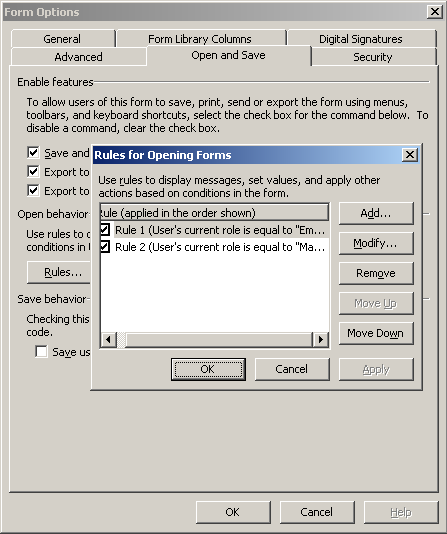 Form Options
General
Form Library Columns
Digital Signatures
Advanced
Open and Save
Security
Enable features
To allow users of this form to save, print, send or export the form using menus,
toolbars, and keyboard shortcuts, select the check box for the command below. To
disable a command, clear the check box.
Save and
Export to
Export to
Open behavior
Use rules to o
conditions in t
Rules...
Save behavior
Checking this
code.
Save us
Rules for Opening Forms
Use rules to display messages, set values, and apply other
actions based on conditions in the form.
Rule (applied in the order shown)
Rule 1 (User's current role is equal to "Em...
Rule 2 (User's current role is equal to "Ma...
Add...
Modify...
Remove
Move Up
Move Down
OK
Cancel
Apply
OK
Cancel
Help